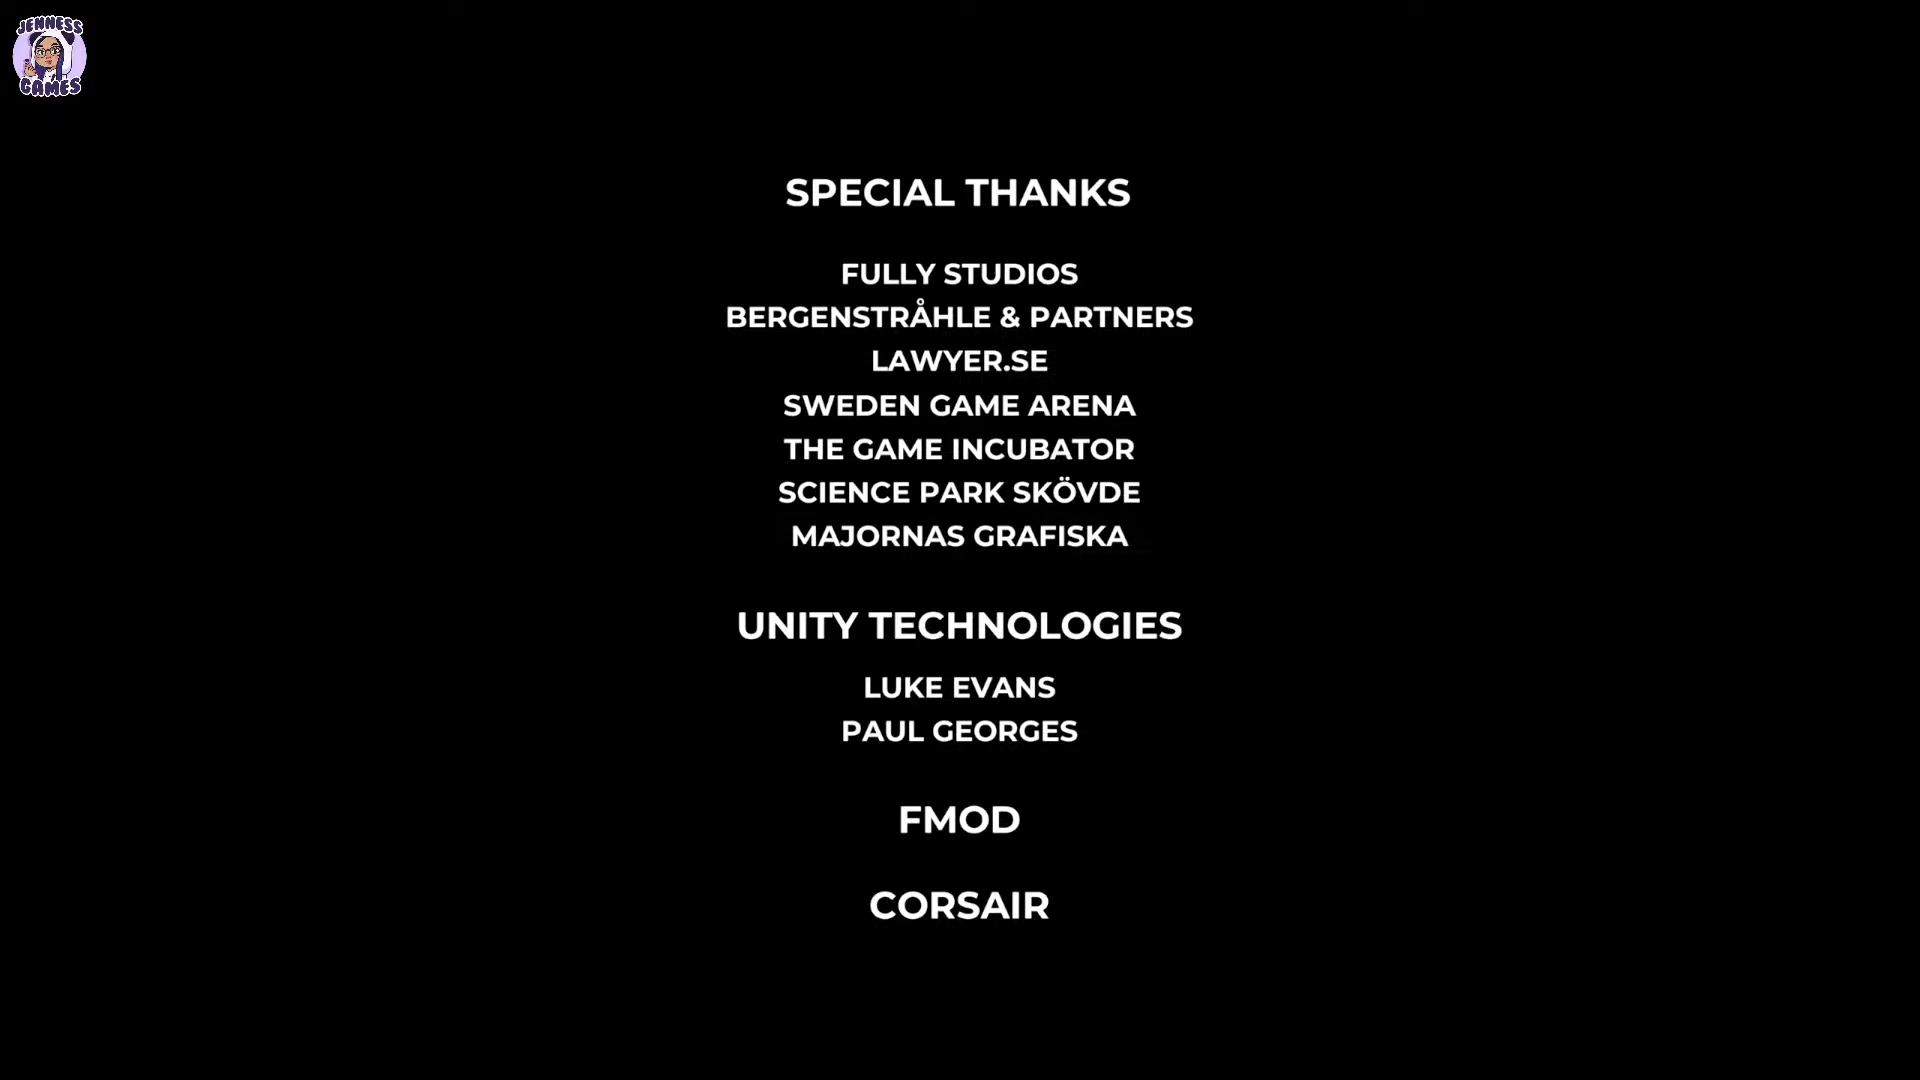 JENNESS
GAMES
SPECIAL THANKS
FULLY STUDIOS
BERGENSTRÅHLE & PARTNERS
LAWYER.SE
SWEDEN GAME ARENA
THE GAME INCUBATOR
SCIENCE PARK SKÖVDE
MAJORNAS GRAFISKA
UNITY TECHNOLOGIES
LUKE EVANS
PAUL GEORGES
FMOD
CORSAIR